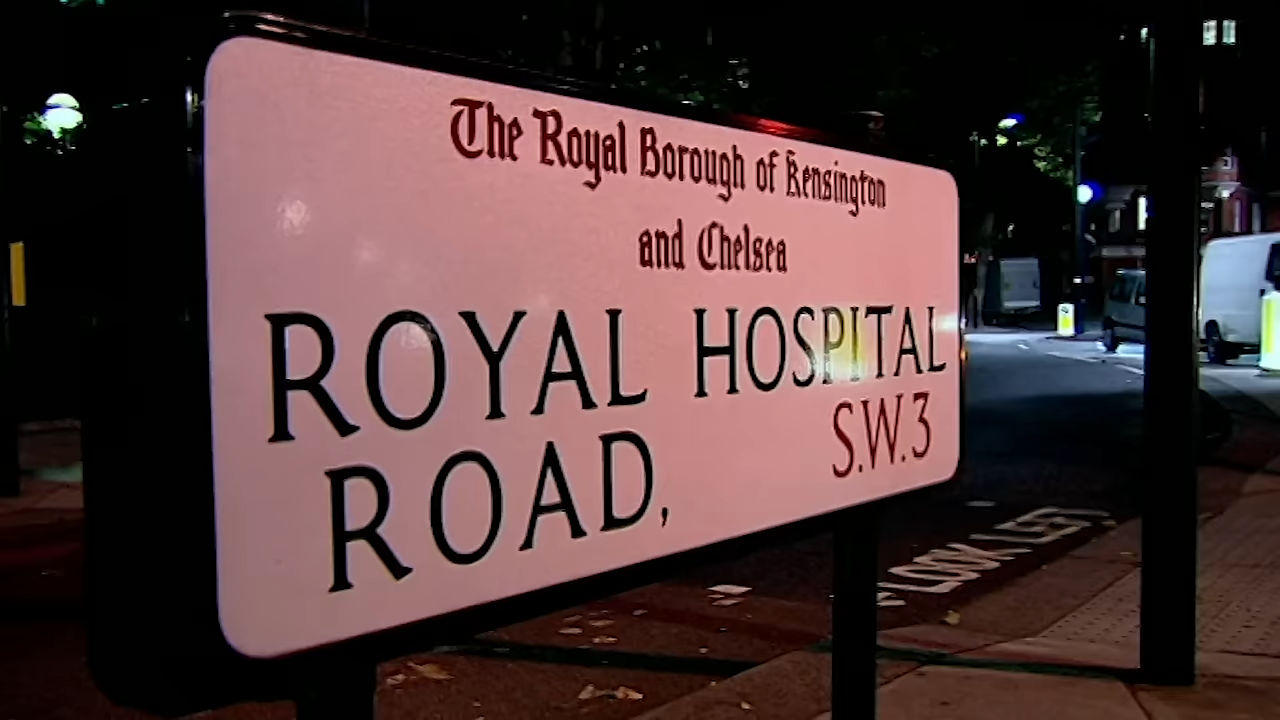 The Royal Borough of Kensington
and Chelsea
ROYAL HOSPITAL
ROAD,
S.W.3
LOOK LEFT